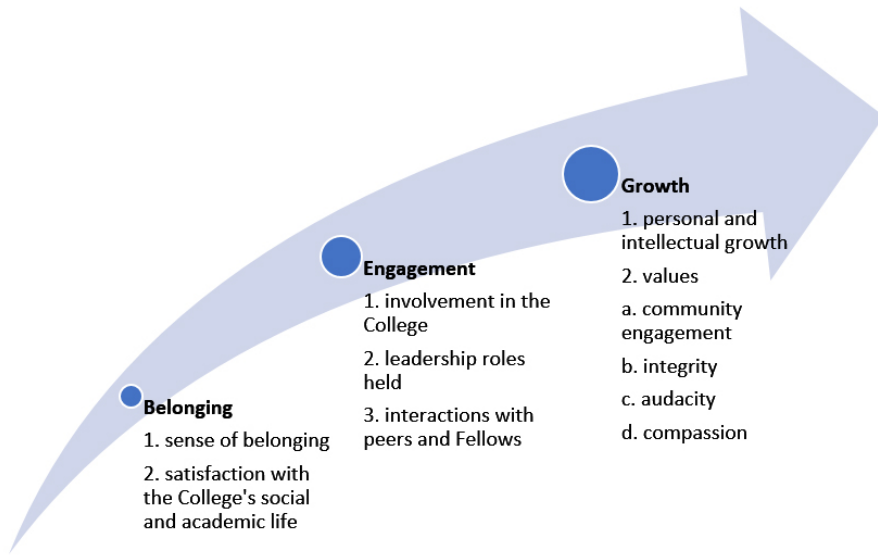 Belonging
1. sense of belonging
2. satisfaction with
the College's social
and academic life
Engagement
1. involvement in the
College
2. leadership roles
held
3. interactions with
peers and Fellows
Growth
1. personal and
intellectual growth
2. values
a. community
engagement
b. integrity
c. audacity
d. compassion